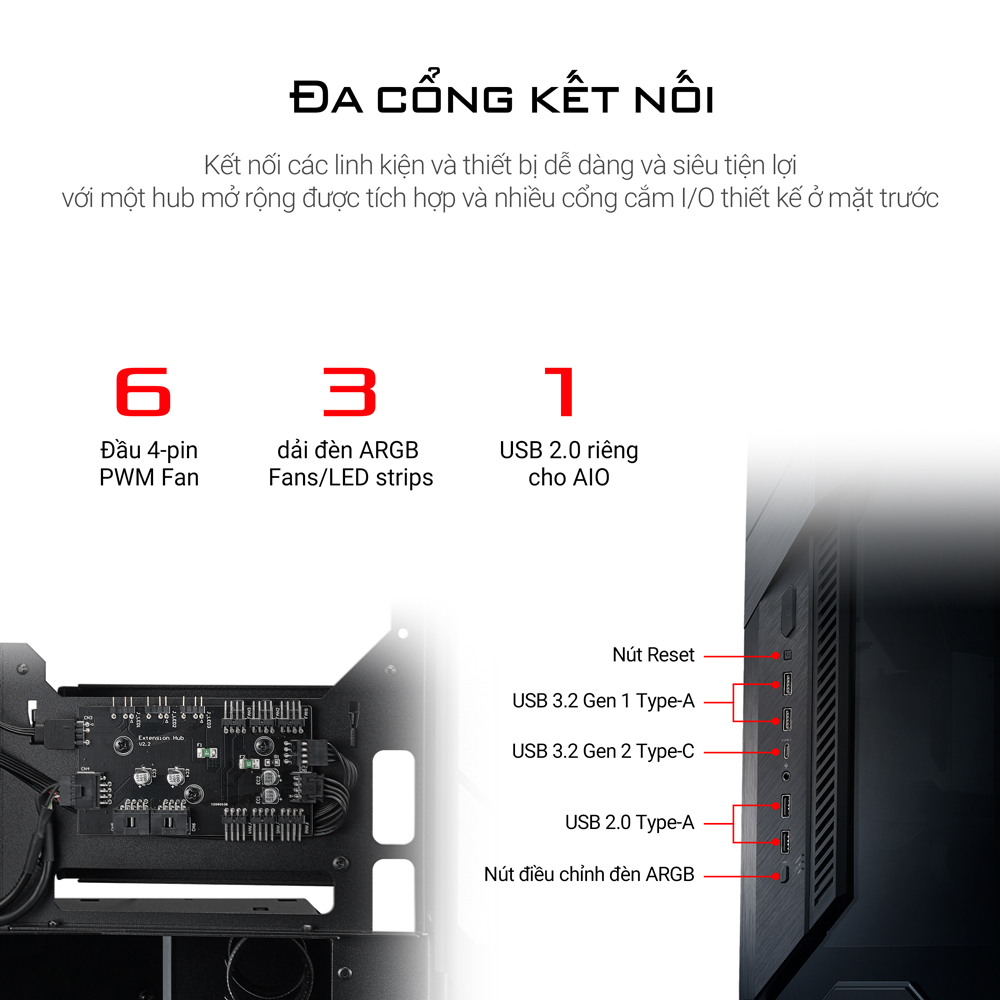 ĐA CỔNG KẾT NỐI
Kết nối các linh kiện và thiết bị dễ dàng và siêu tiện lợi
với một hub mở rộng được tích hợp và nhiều cổng cắm I/O thiết kế ở mặt trước
6
Đầu 4-pin
PWM Fan
3
dải đèn ARGB
Fans/LED strips
1
USB 2.0 riêng
cho AIO
Nút Reset
USB 3.2 Gen 1 Type-A
USB 3.2 Gen 2 Type-C
USB 2.0 Type-A
Nút điều chỉnh đèn ARGB
Extension Hub
V2.2